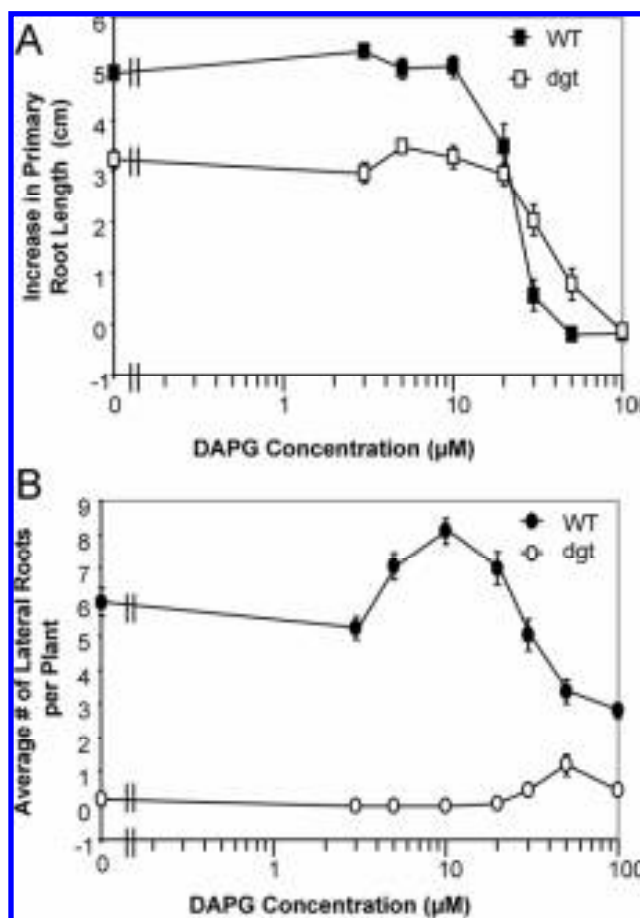 A
6
5
4
3
2
1
0
-1
Increase in Primary
Root Length (cm)
WT
dgt
0
1
10
100
DAPG Concentration (µM)
B
9
8
7
6
5
4
3
2
1
0
-1
Average # of Lateral Roots
per Plant
WT
dgt
0
1
10
100
DAPG Concentration (µM)